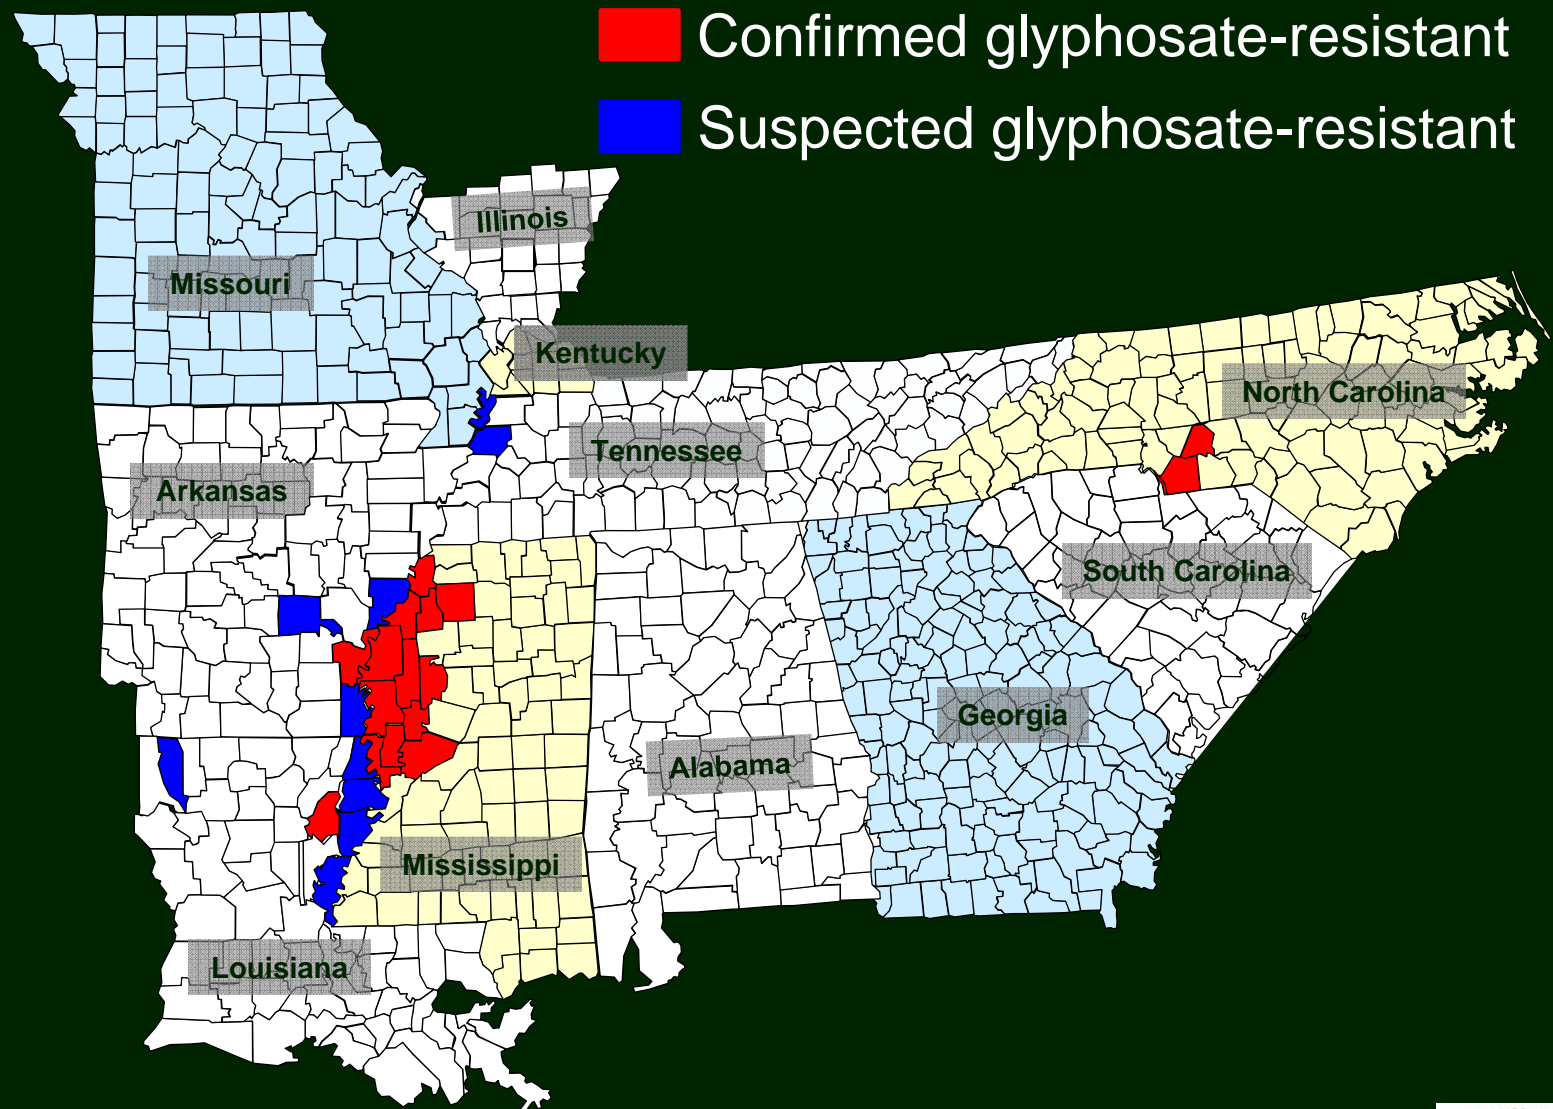 Confirmed glyphosate-resistant
Suspected glyphosate-resistant
Illinois
Missouri
Kentucky
North Carolina
Tennessee
Arkansas
South Carolina
Georgia
Alabama
Mississippi
Louisiana